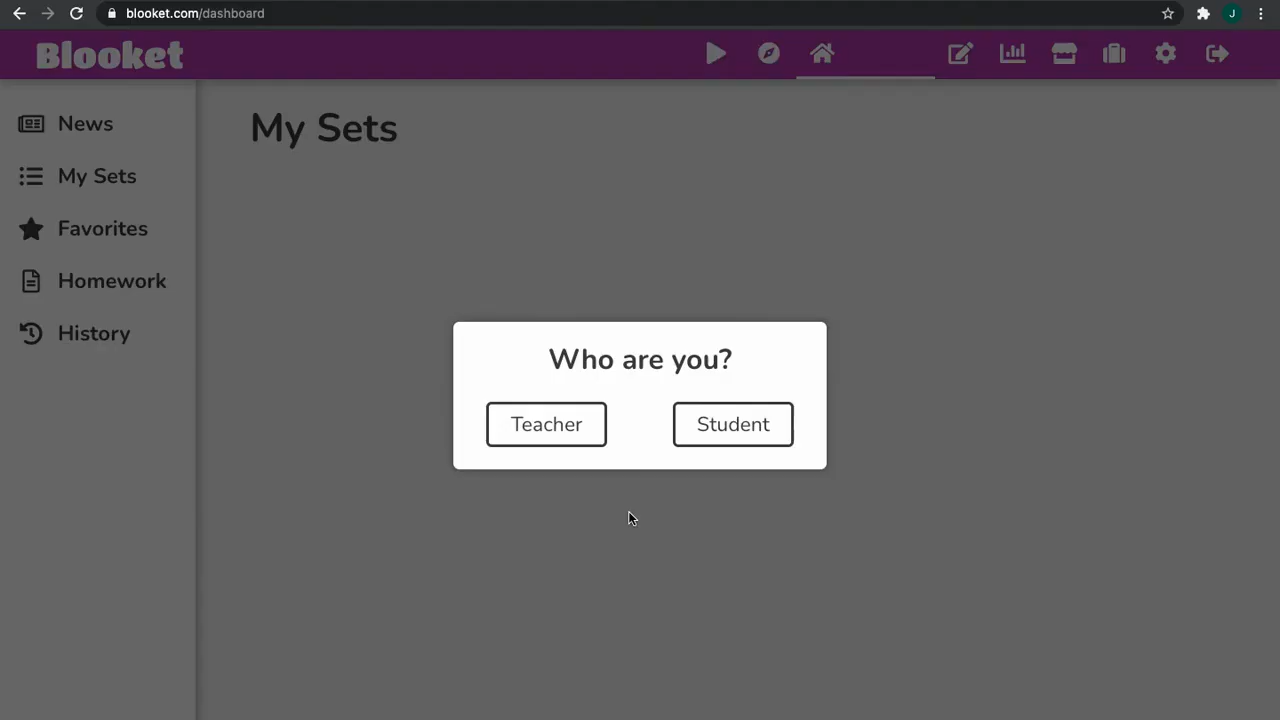 blooket.com/dashboard
J
Blooket
News
My Sets
Favorites
Homework
History
My Sets
Who are you?
Teacher
Student